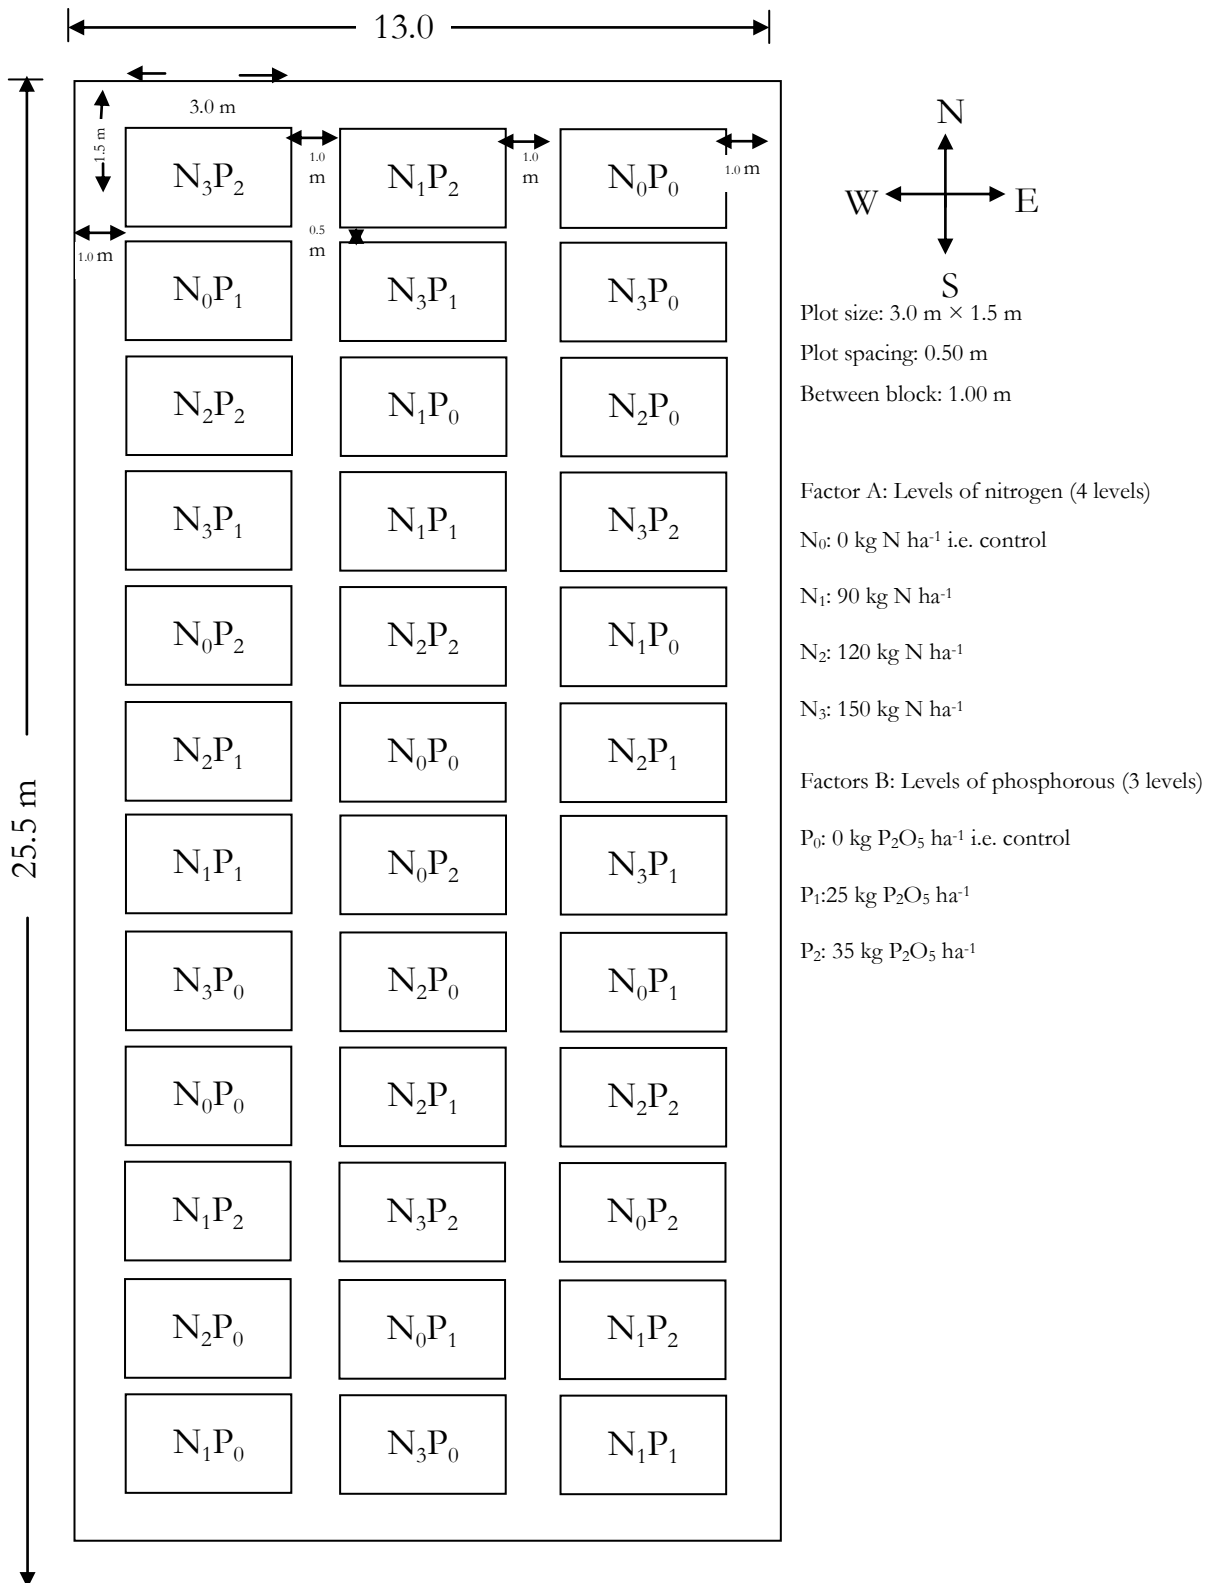 13.0
3.0 m
1.5 m
N
W E
S
N₃P₂ 1.0 m N₁P₂ 1.0 m N₀P₀ 1.0 m
1.0 m 0.5 m
N₀P₁ N₃P₁ N₃P₀
N₂P₂ N₁P₀ N₂P₀
N₃P₁ N₁P₁ N₃P₂
N₀P₂ N₂P₂ N₁P₀
N₂P₁ N₀P₀ N₂P₁
N₁P₁ N₀P₂ N₃P₁
N₃P₀ N₂P₀ N₀P₁
N₀P₀ N₂P₁ N₂P₂
N₁P₂ N₃P₂ N₀P₂
N₂P₀ N₀P₁ N₁P₂
N₁P₀ N₃P₀ N₁P₁
25.5 m
Plot size: 3.0 m × 1.5 m
Plot spacing: 0.50 m
Between block: 1.00 m
Factor A: Levels of nitrogen (4 levels)
N₀: 0 kg N ha⁻¹ i.e. control
N₁: 90 kg N ha⁻¹
N₂: 120 kg N ha⁻¹
N₃: 150 kg N ha⁻¹
Factors B: Levels of phosphorous (3 levels)
P₀: 0 kg P₂O₅ ha⁻¹ i.e. control
P₁:25 kg P₂O₅ ha⁻¹
P₂: 35 kg P₂O₅ ha⁻¹